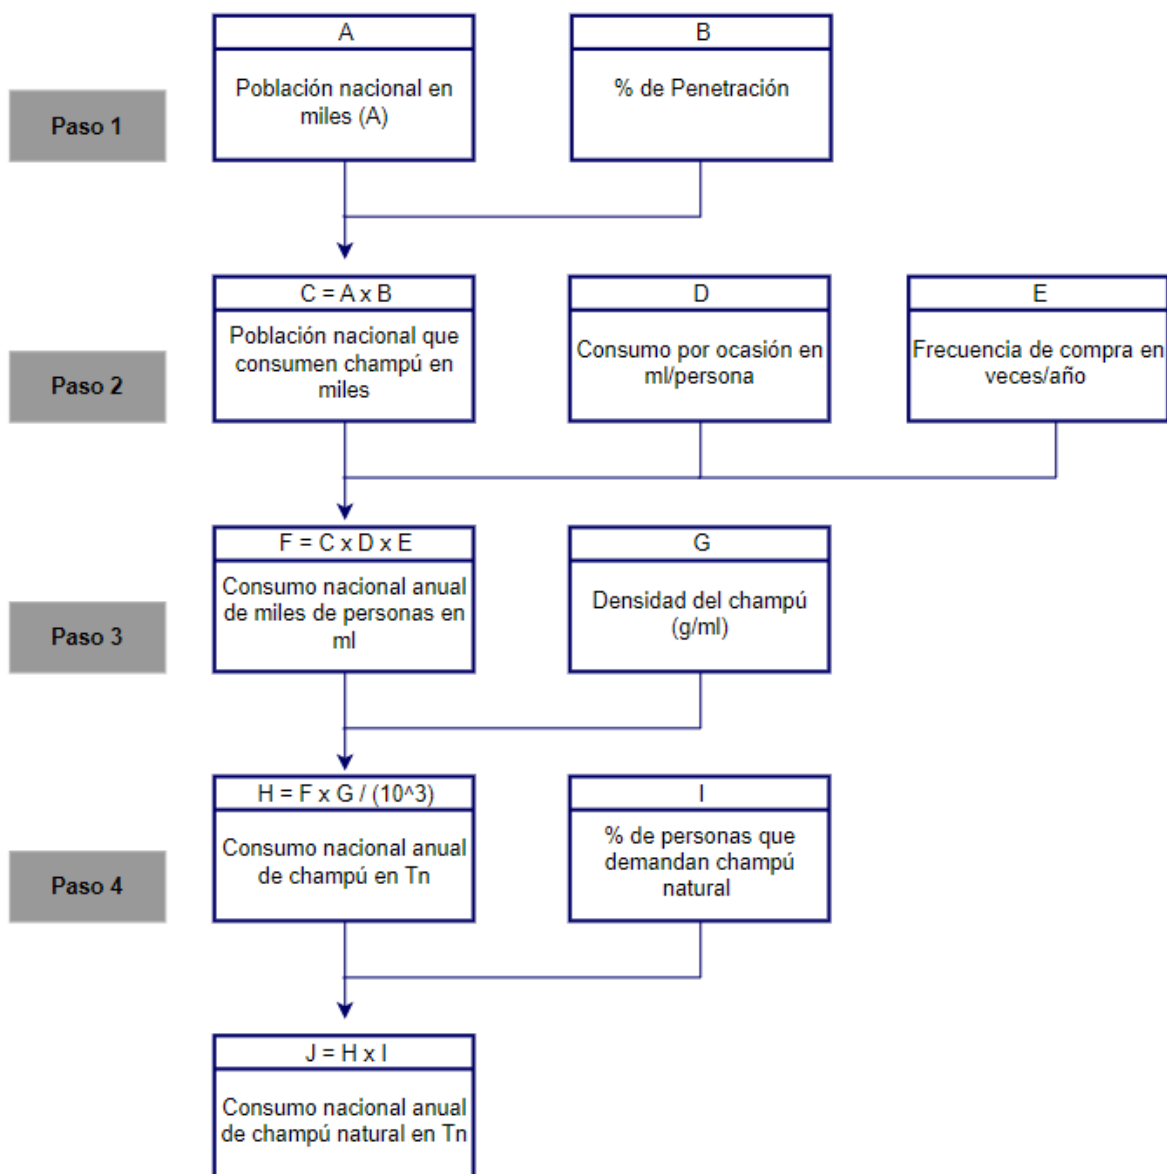 A
B
Población nacional en
miles (A)
% de Penetración
Paso 1
C = A x B
D
E
Población nacional que
consumen champú en
miles
Consumo por ocasión en
ml/persona
Frecuencia de compra en
veces/año
Paso 2
F = C x D x E
G
Consumo nacional anual
de miles de personas en
ml
Densidad del champú
(g/ml)
Paso 3
H = F x G / (10^3)
I
Consumo nacional anual
de champú en Tn
% de personas que
demandan champú
natural
Paso 4
J = H x I
Consumo nacional anual
de champú natural en Tn